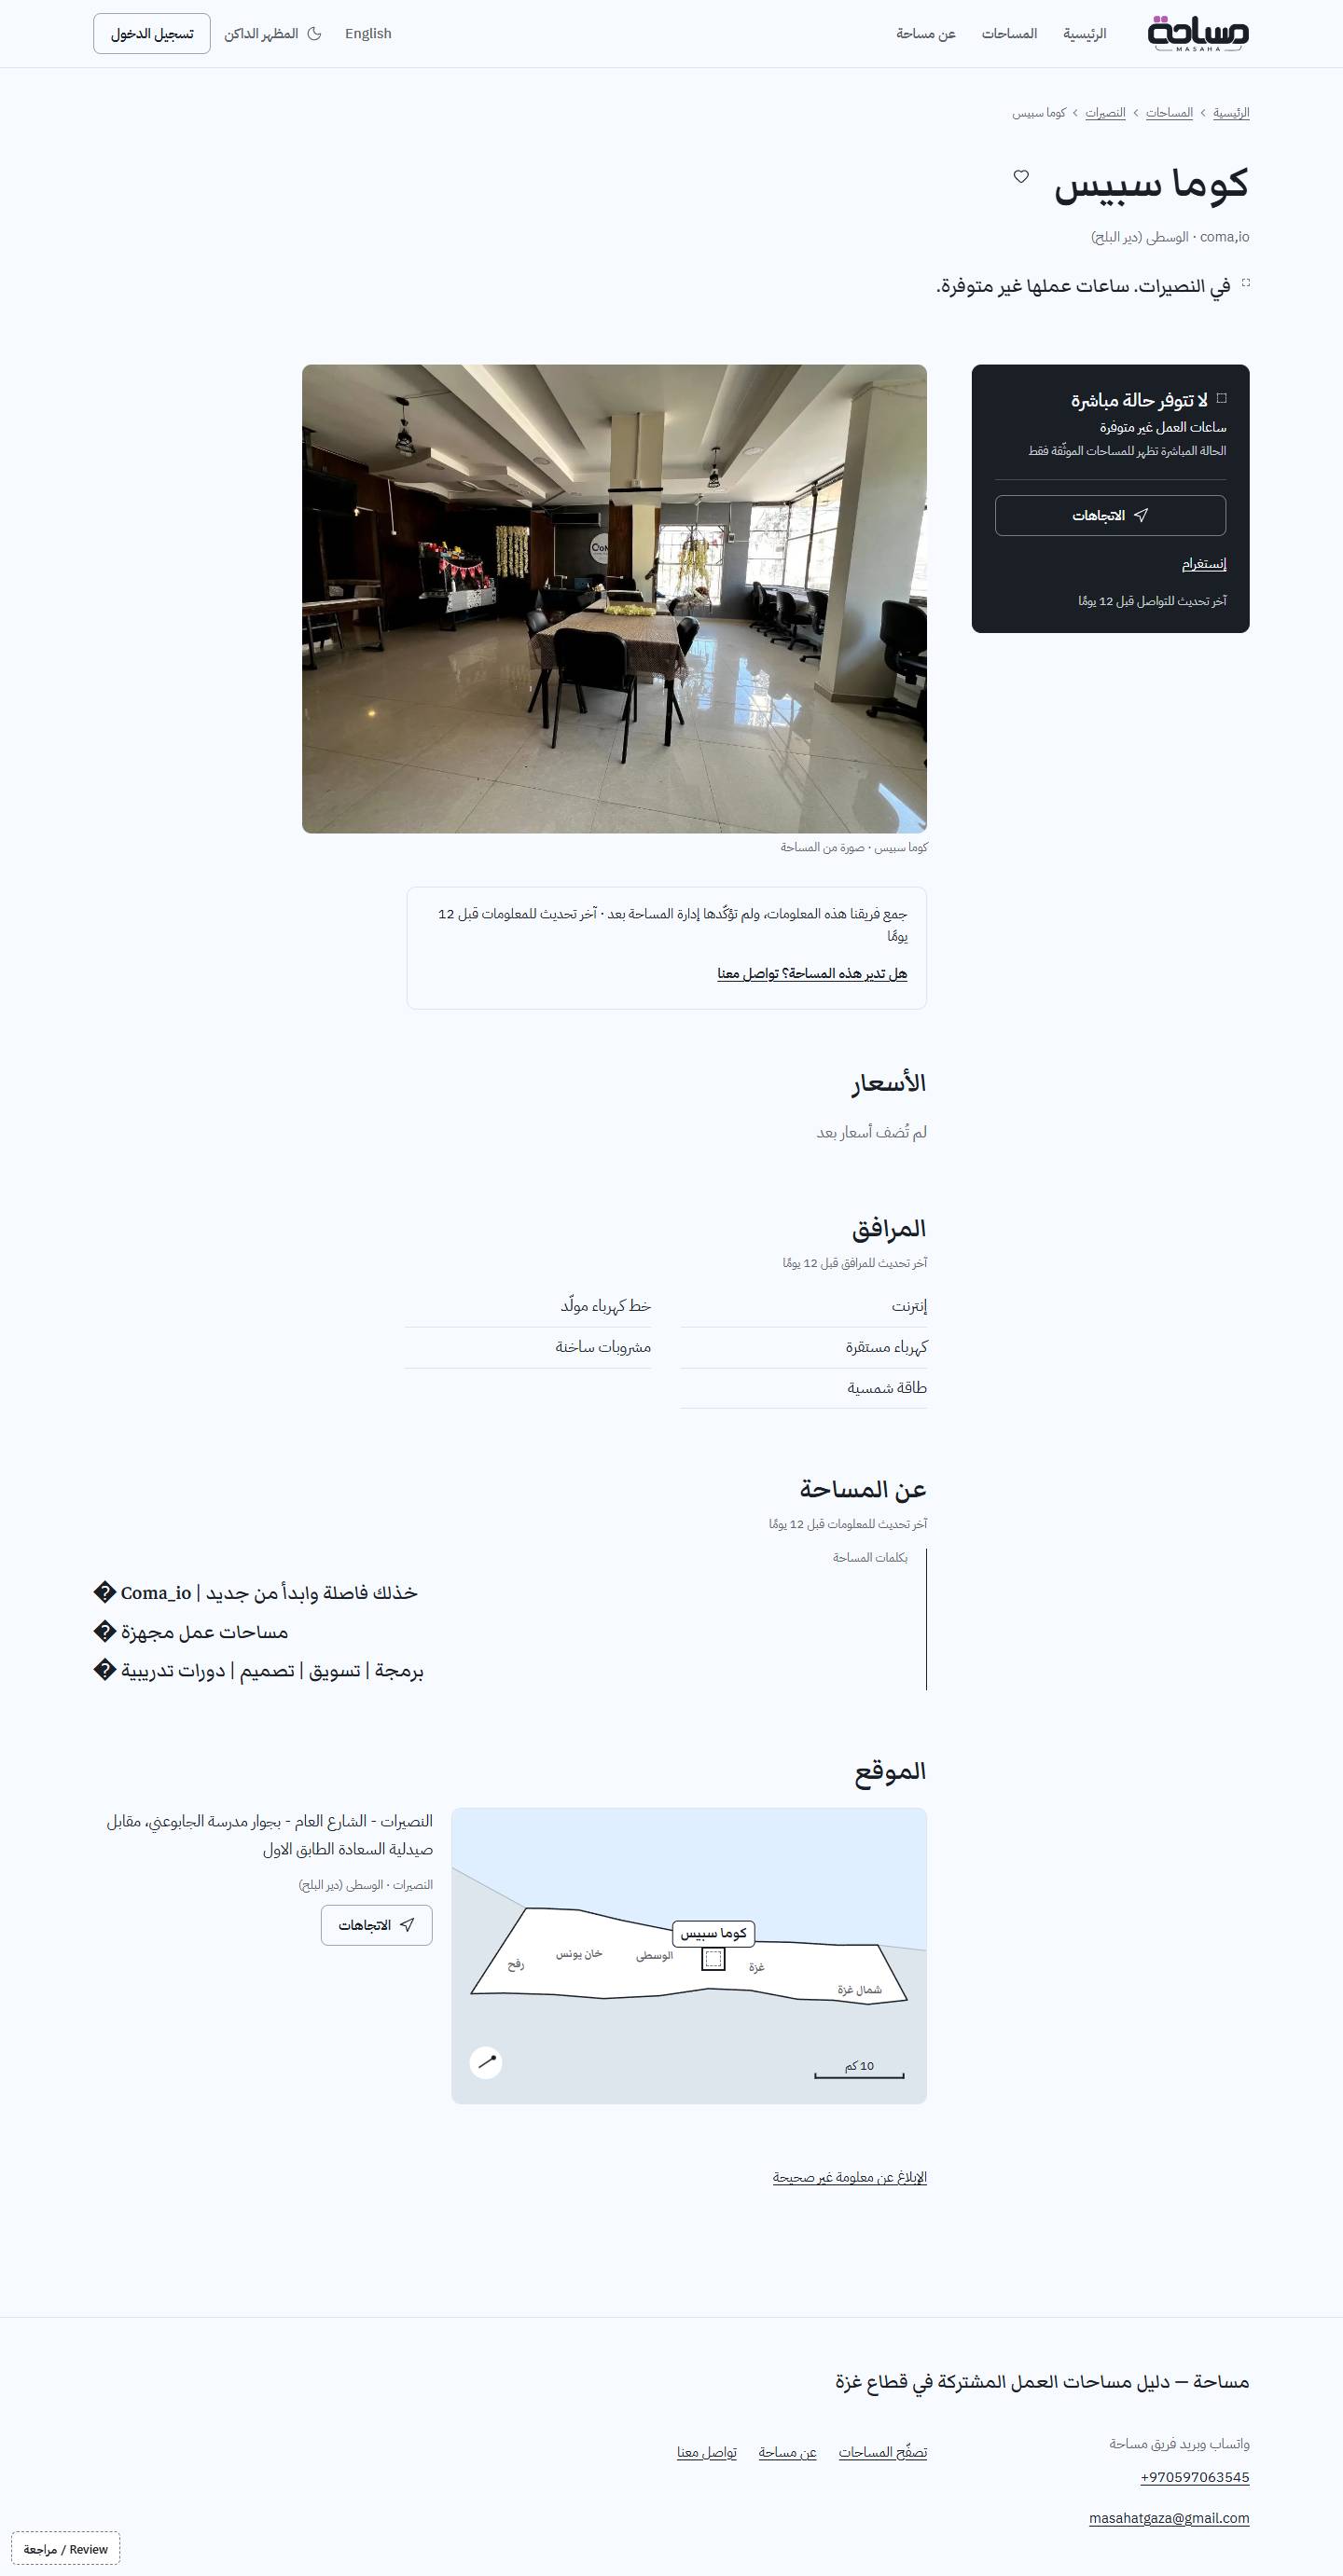 مساحة
MASAHA
الرئيسية
المساحات
عن مساحة
English
المظهر الداكن
تسجيل الدخول
الرئيسية › المساحات › النصيرات › كوما سبيس
كوما سبيس
coma,io · الوسطى (دير البلح)
في النصيرات. ساعات عملها غير متوفرة.
لا تتوفر حالة مباشرة
ساعات العمل غير متوفرة
الحالة المباشرة تظهر للمساحات الموثّقة فقط
الاتجاهات
إنستغرام
آخر تحديث للتواصل قبل 12 يومًا
كوما سبيس · صورة من المساحة
جمع فريقنا هذه المعلومات، ولم تؤكّدها إدارة المساحة بعد · آخر تحديث للمعلومات قبل 12
يومًا
هل تدير هذه المساحة؟ تواصل معنا
الأسعار
لم تُضف أسعار بعد
المرافق
آخر تحديث للمرافق قبل 12 يومًا
إنترنت
خط كهرباء مولّد
كهرباء مستقرة
مشروبات ساخنة
طاقة شمسية
عن المساحة
آخر تحديث للمعلومات قبل 12 يومًا
بكلمات المساحة
� Coma_io | خذلك فاصلة وابدأ من جديد
� مساحات عمل مجهزة
� برمجة | تسويق | تصميم | دورات تدريبية
الموقع
كوما سبيس
شمال غزة
غزة
الوسطى
خان يونس
رفح
10 كم
النصيرات - الشارع العام - بجوار مدرسة الجابوعني، مقابل
صيدلية السعادة الطابق الاول
النصيرات · الوسطى (دير البلح)
الاتجاهات
الإبلاغ عن معلومة غير صحيحة
مساحة — دليل مساحات العمل المشتركة في قطاع غزة
واتساب وبريد فريق مساحة
+970597063545
masahatgaza@gmail.com
تصفّح المساحات
عن مساحة
تواصل معنا
Review / مراجعة